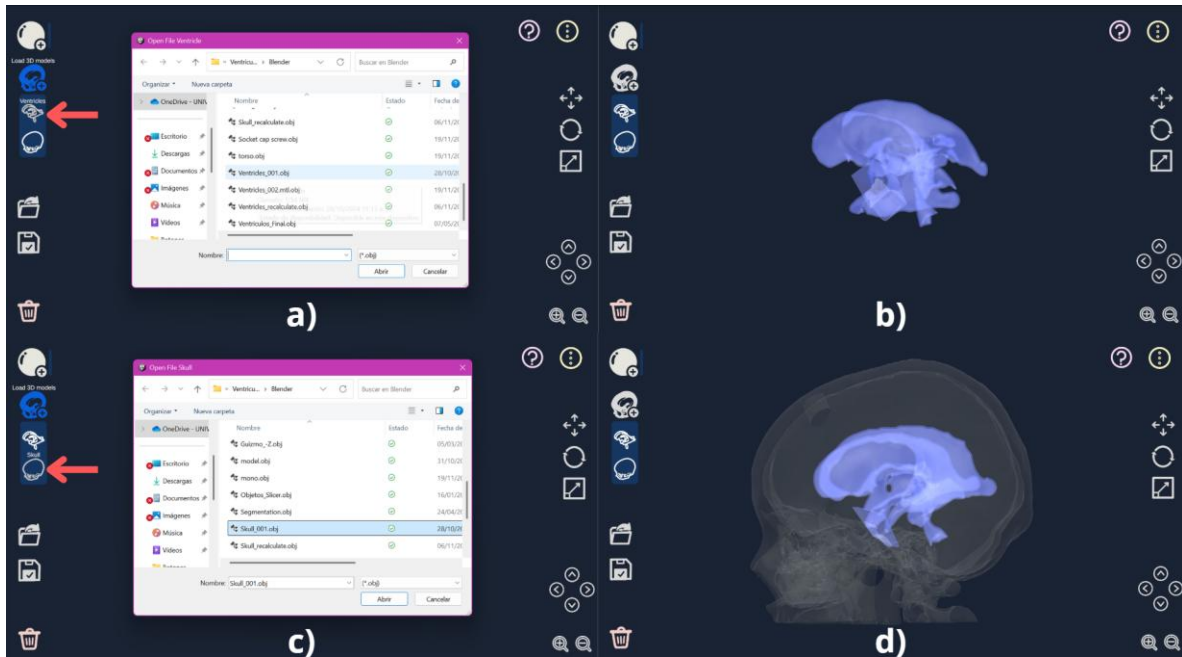 Open File Ventricle
Load 3D models
Ventricles
Ventricu... Blender
Buscar en Blender
Organizar
Nueva carpeta
OneDrive - UNIV
Nombre
Estado
Fecha de
Skull_recalculate.obj
06/11/20
Escritorio
Socket cap screw.obj
19/11/20
Descargas
torso.obj
19/11/20
Documentos
Ventricles_001.obj
28/10/20
Imágenes
Ventricles_002.mtl.obj
19/11/20
Música
Ventricles_recalculate.obj
06/11/20
Vídeos
Ventriculos_Final.obj
07/05/20
Nombre:
(*.obj)
Abrir
Cancelar
a)
b)
Open File Skull
Load 3D models
Skull
Ventricu... Blender
Buscar en Blender
Organizar
Nueva carpeta
OneDrive - UNIV
Nombre
Estado
Fecha de
Guizmo_-Z.obj
05/03/20
Escritorio
model.obj
31/10/20
Descargas
mono.obj
19/11/20
Documentos
Objetos_Slicer.obj
16/01/20
Imágenes
Segmentation.obj
24/04/20
Música
Skull_001.obj
28/10/20
Vídeos
Skull_recalculate.obj
06/11/20
Nombre:
Skull_001.obj
(*.obj)
Abrir
Cancelar
c)
d)